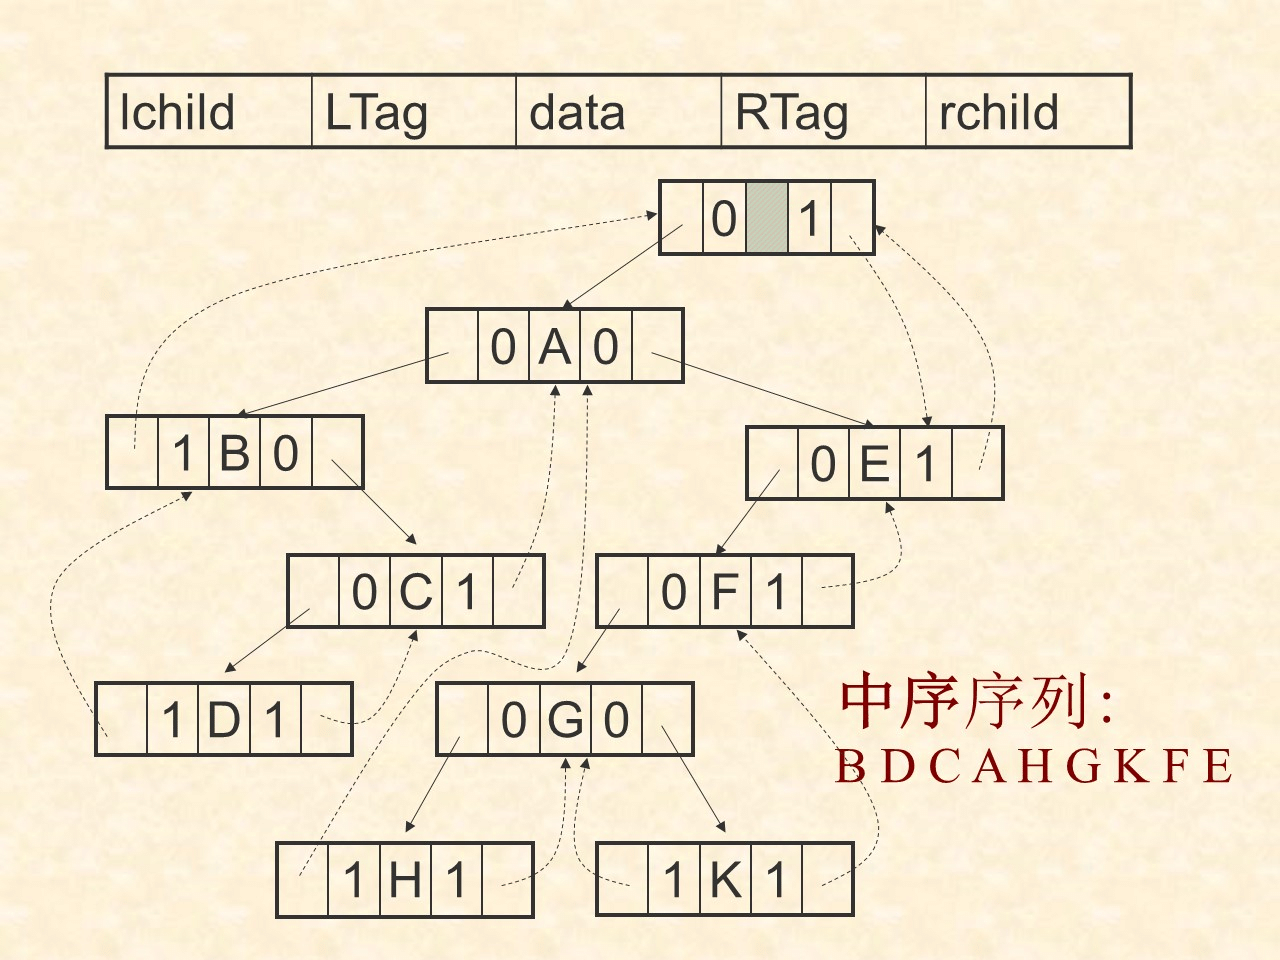 lchild LTag data RTag rchild
0 1
0 A 0
1 B 0
0 E 1
0 C 1
0 F 1
1 D 1
0 G 0
中序序列：
B D C A H G K F E
1 H 1
1 K 1